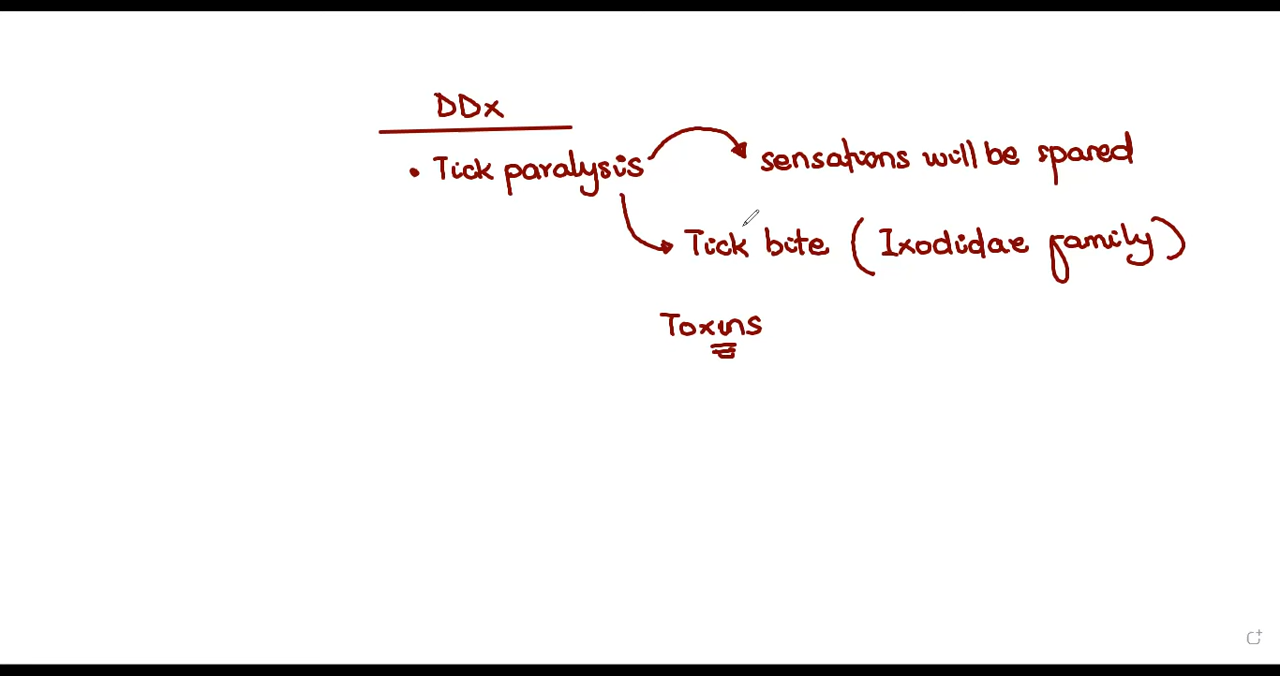 DDx
• Tick paralysis
sensations will be spared
Tick bite (Ixodidae family)
Toxins